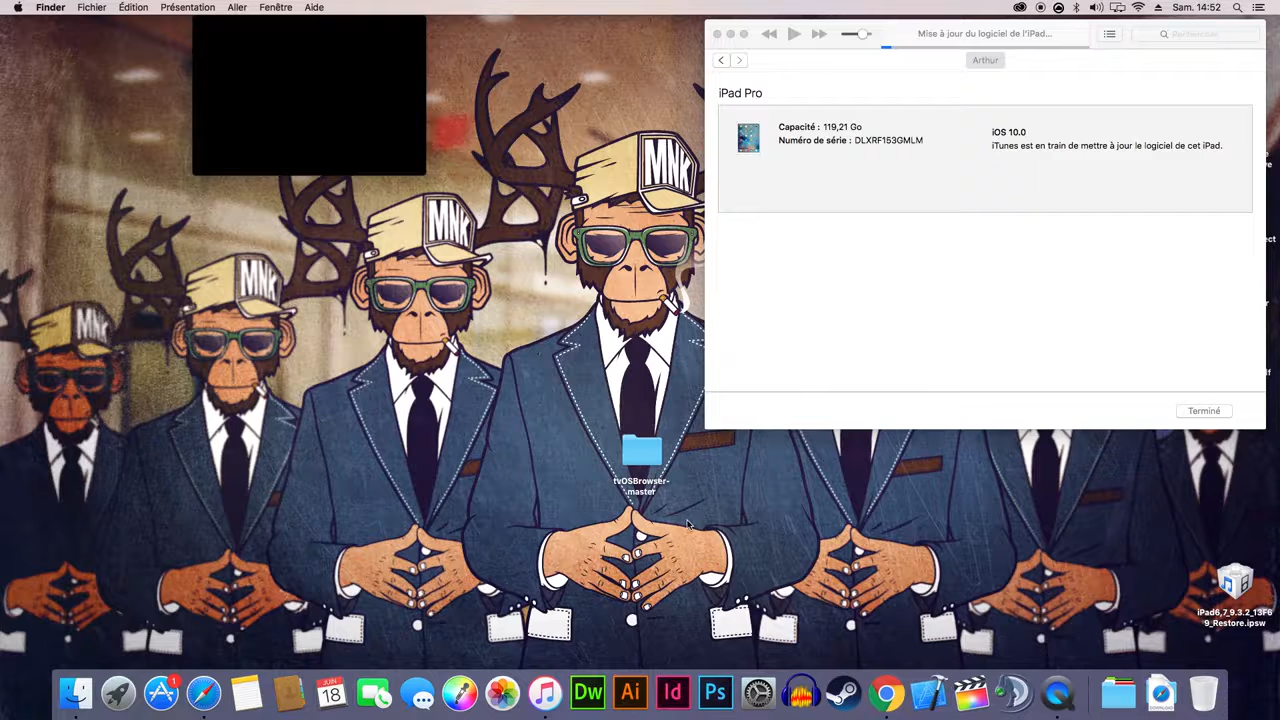 Finder Fichier Édition Présentation Aller Fenêtre Aide Sam. 14:52
Mise à jour du logiciel de l'iPad...
Rechercher
Arthur
iPad Pro
Capacité : 119,21 Go
Numéro de série : DLXRF153GMLM
iOS 10.0
iTunes est en train de mettre à jour le logiciel de cet iPad.
Terminé
MNK
MNK
MNK
MNK
tvOSBrowser-
master
iPad6,7_9.3.2_13F6
9_Restore.ipsw
1
JUN
18
Dw
Ai
Id
Ps